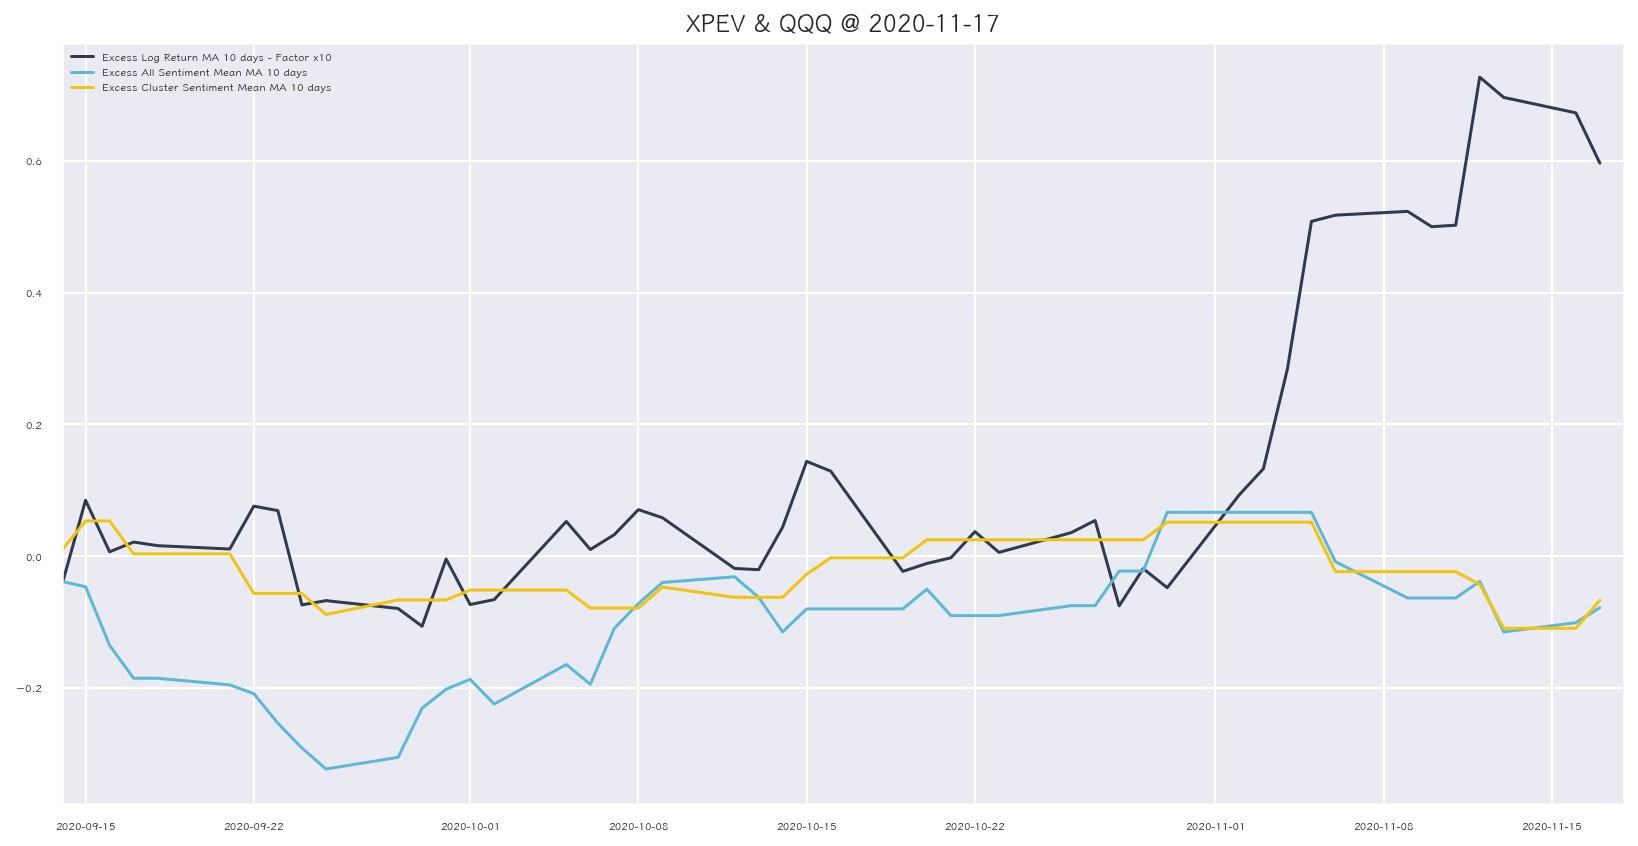 XPEV & QQQ @ 2020-11-17
Excess Log Return MA 10 days - Factor x10
Excess All Sentiment Mean MA 10 days
Excess Cluster Sentiment Mean MA 10 days
0.6
0.4
0.2
0.0
−0.2
2020-09-15 2020-09-22 2020-10-01 2020-10-08 2020-10-15 2020-10-22 2020-11-01 2020-11-08 2020-11-15